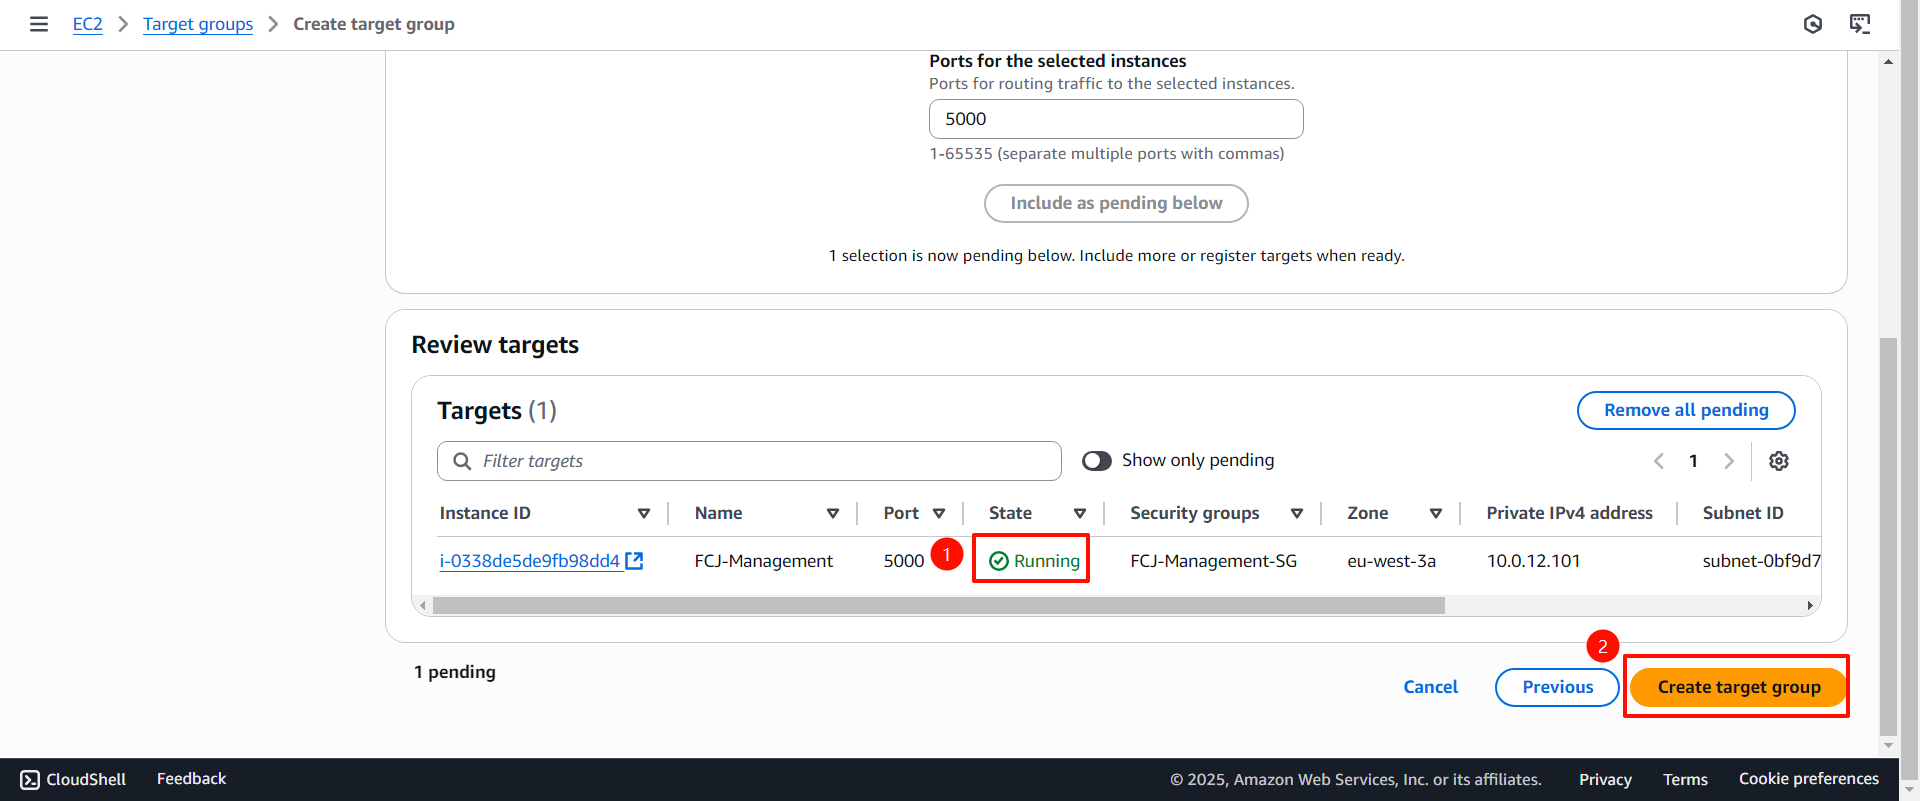 EC2 > Target groups > Create target group
Ports for the selected instances
Ports for routing traffic to the selected instances.
5000
1-65535 (separate multiple ports with commas)
Include as pending below
1 selection is now pending below. Include more or register targets when ready.
Review targets
Targets (1)
Remove all pending
Filter targets
Show only pending
1
Instance ID Name Port State Security groups Zone Private IPv4 address Subnet ID
i-0338de5de9fb98dd4 FCJ-Management 5000 1 Running FCJ-Management-SG eu-west-3a 10.0.12.101 subnet-0bf9d7
2
1 pending
Cancel Previous Create target group
CloudShell Feedback © 2025, Amazon Web Services, Inc. or its affiliates. Privacy Terms Cookie preferences